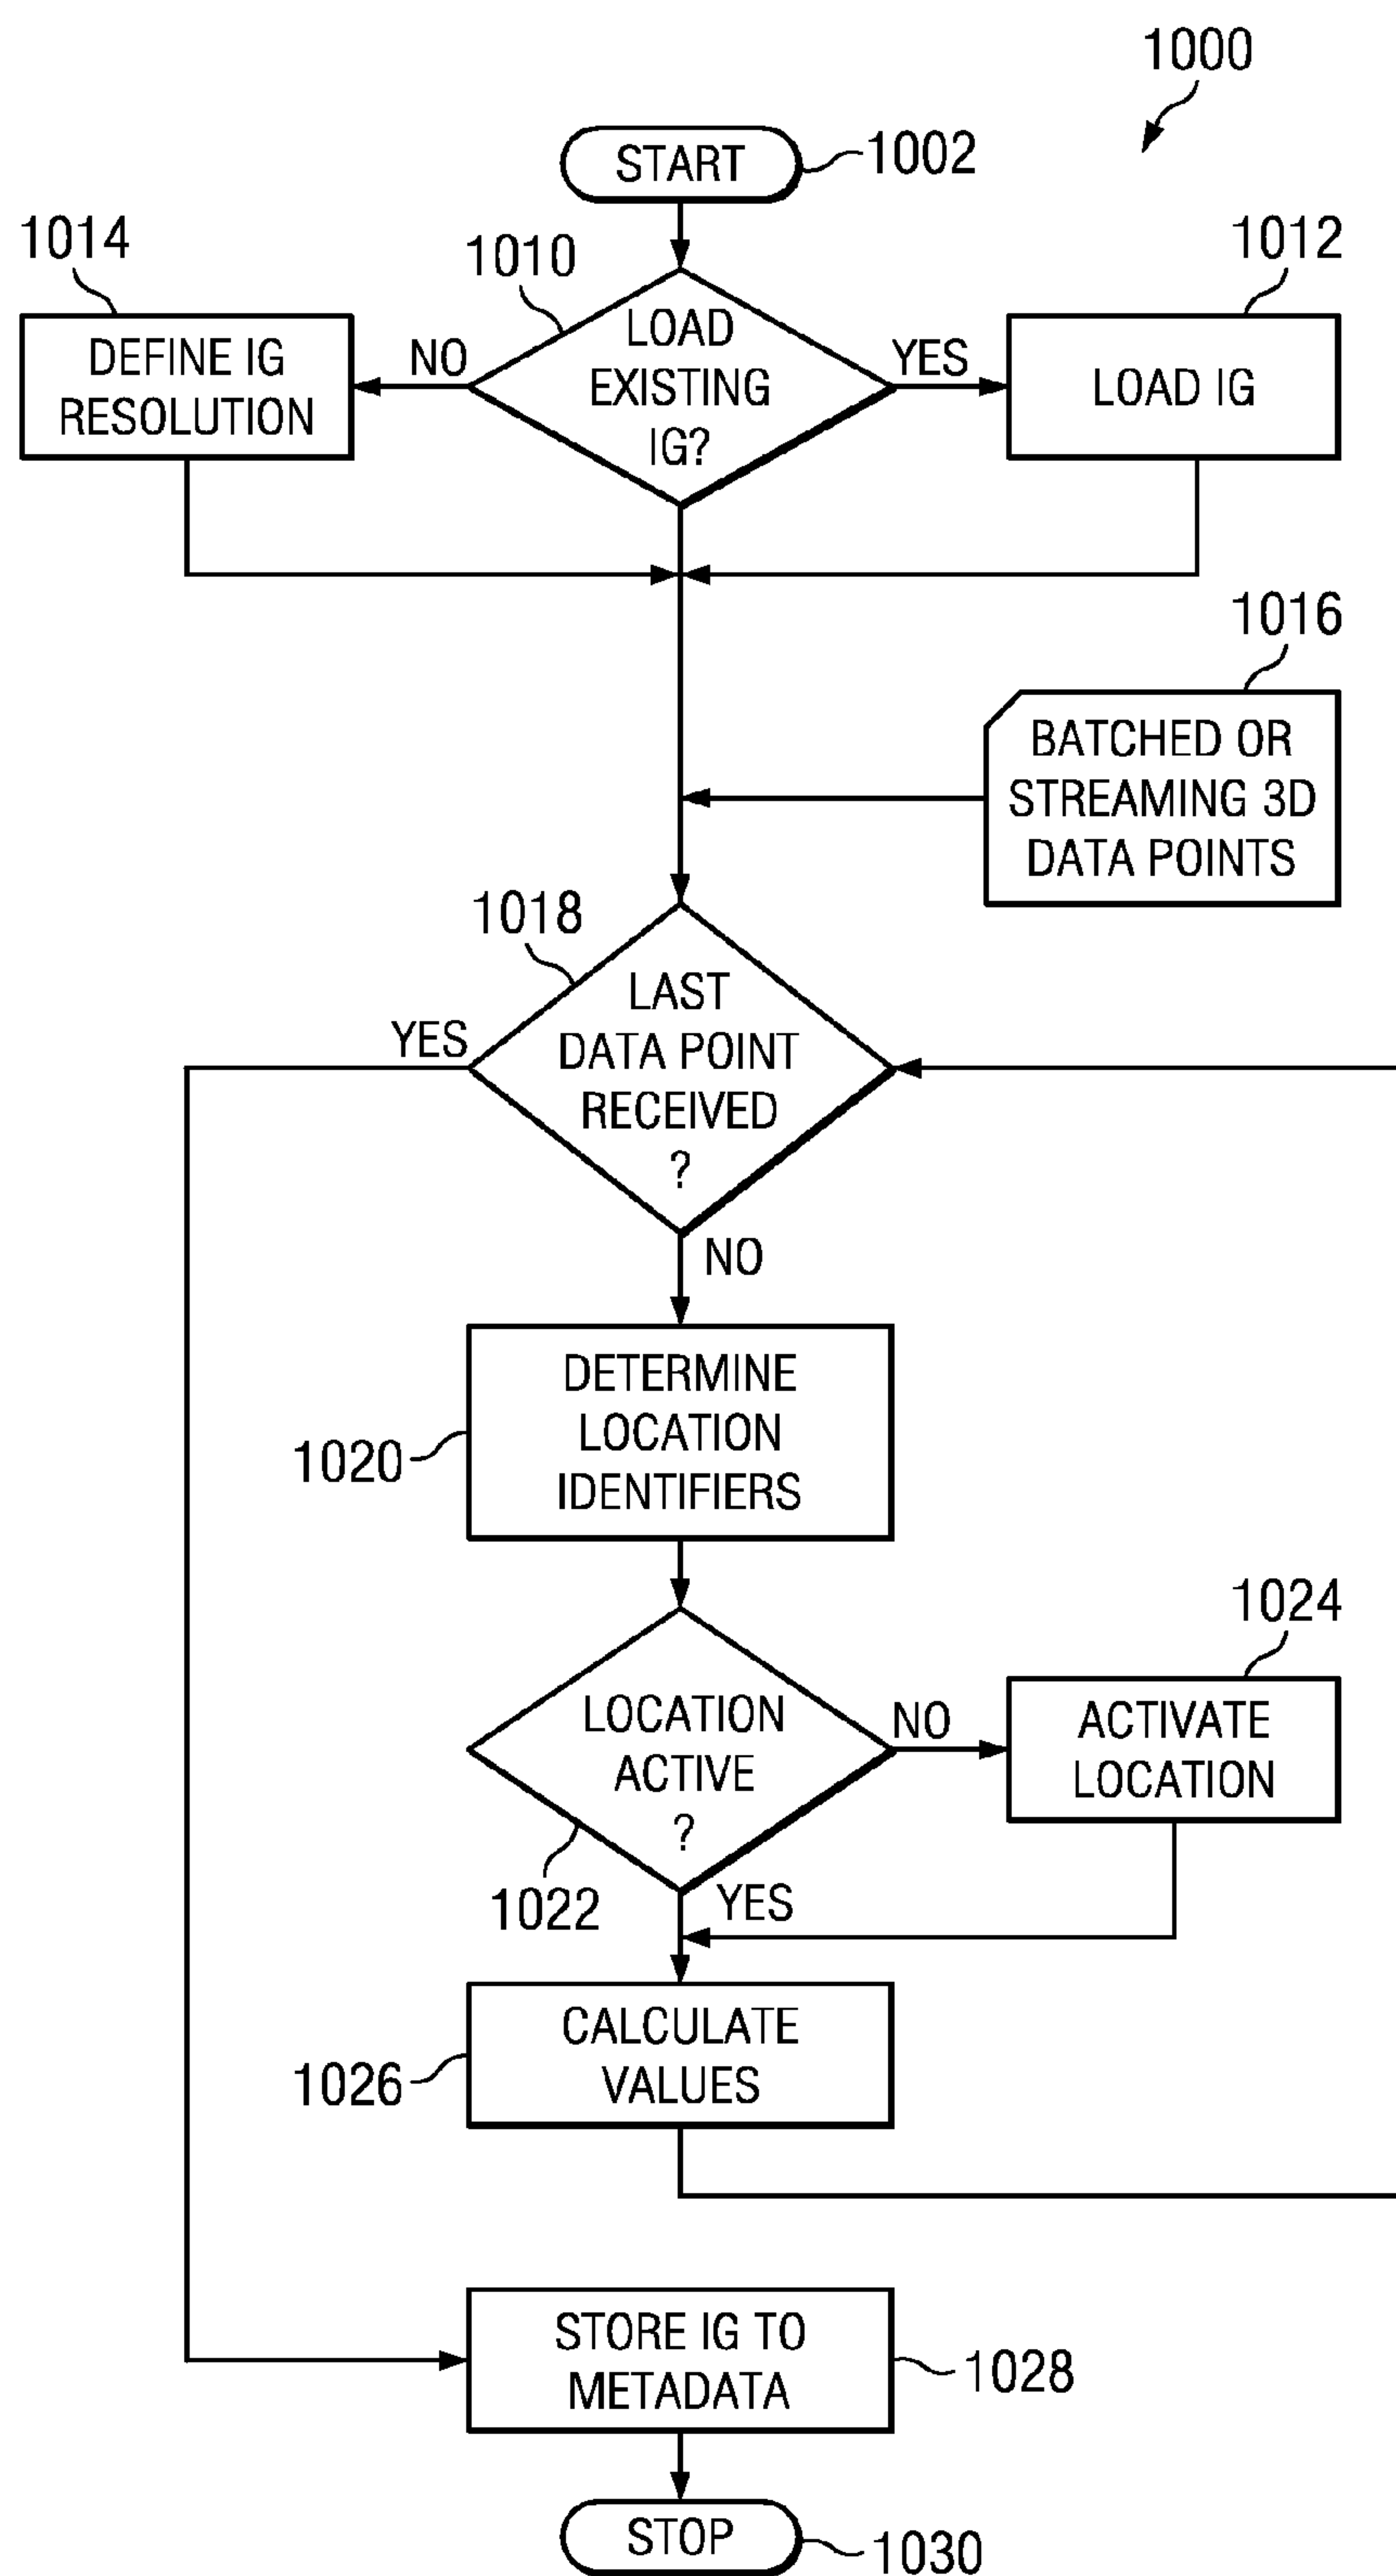 1000
START
1002
1014
1010
1012
DEFINE IG
RESOLUTION
NO
LOAD
EXISTING
IG?
YES
LOAD IG
1016
BATCHED OR
STREAMING 3D
DATA POINTS
1018
YES
LAST
DATA POINT
RECEIVED
?
NO
DETERMINE
LOCATION
IDENTIFIERS
1020
1024
LOCATION
ACTIVE
?
NO
ACTIVATE
LOCATION
1022
YES
CALCULATE
VALUES
1026
STORE IG TO
METADATA
1028
STOP
1030